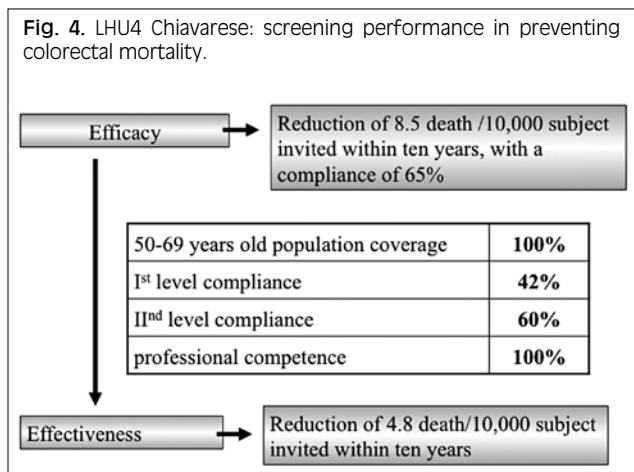 Fig. 4. LHU4 Chiavarese: screening performance in preventing
colorectal mortality.
Efficacy
Reduction of 8.5 death /10,000 subject
invited within ten years, with a
compliance of 65%
50-69 years old population coverage 100%
Ist level compliance 42%
IInd level compliance 60%
professional competence 100%
Effectiveness
Reduction of 4.8 death/10,000 subject
invited within ten years